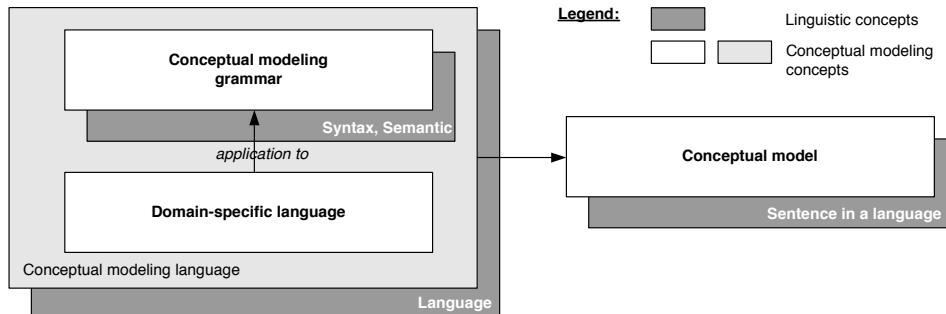 Legend:
Linguistic concepts
Conceptual modeling
concepts
Conceptual modeling
grammar
Syntax, Semantic
application to
Domain-specific language
Conceptual modeling language
Language
Conceptual model
Sentence in a language